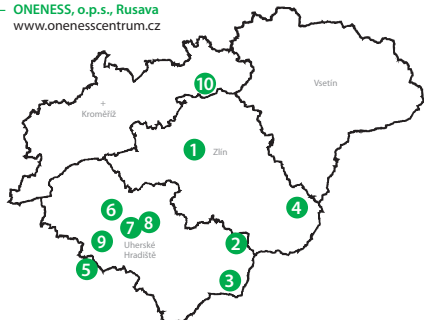 – ONENESS, o.p.s., Rusava
www.onenesscentrum.cz
Vsetín
10
+
Kroměříž
1 Zlín
4
6
8
7
2
9
Uherské
Hradiště
5
3